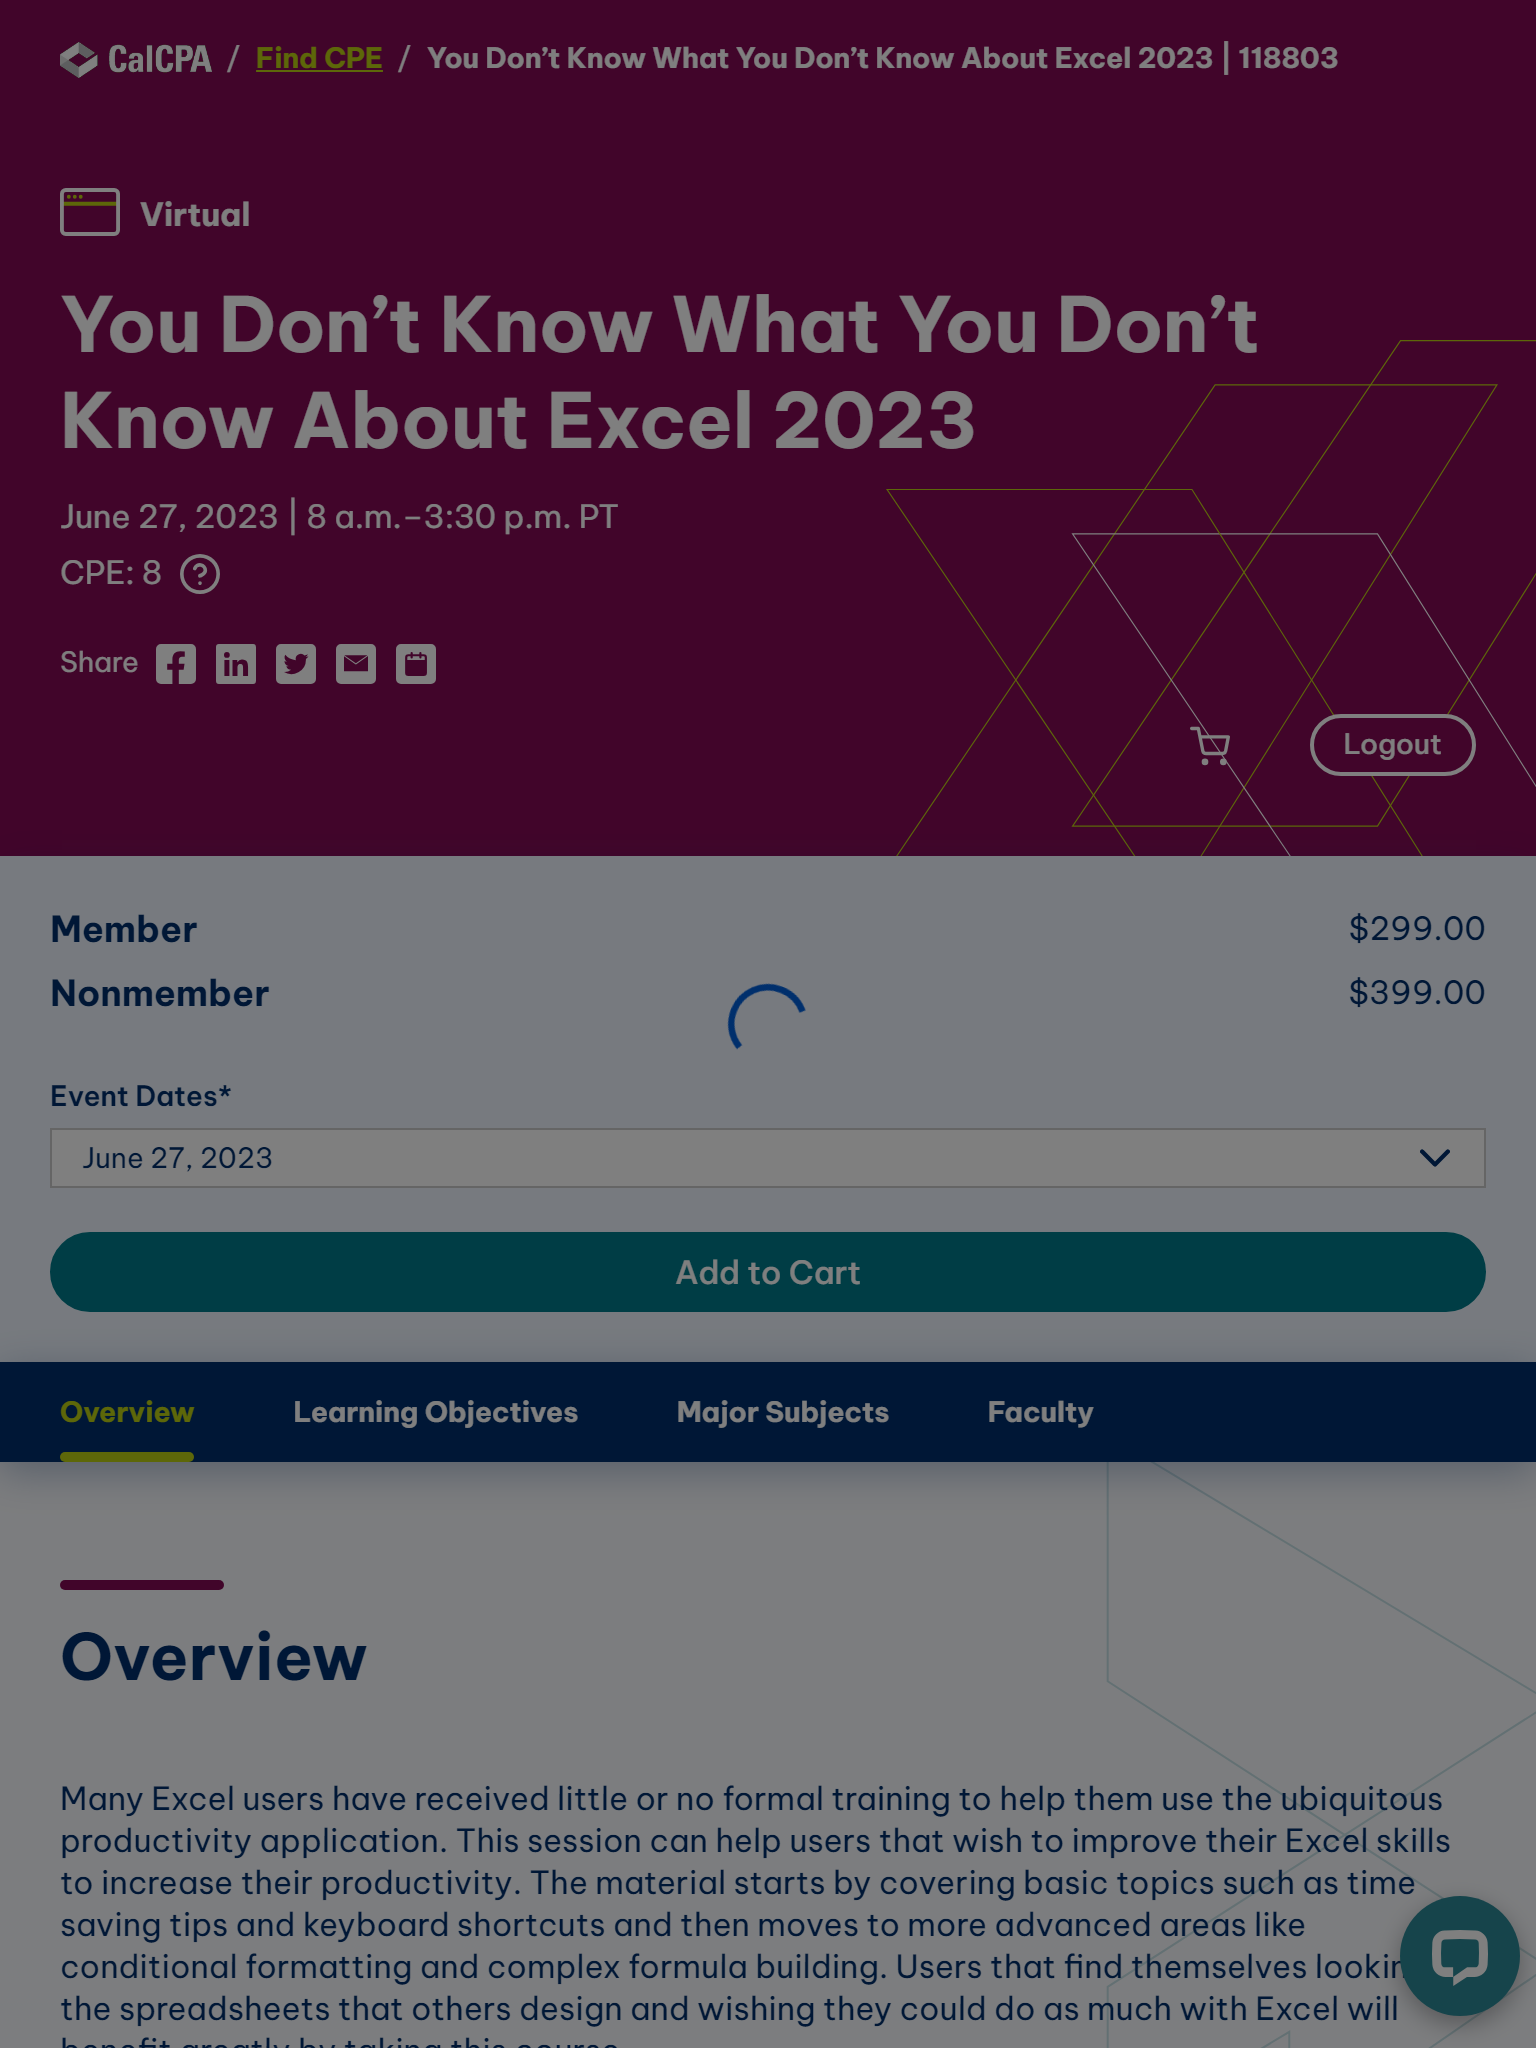 CalCPA / Find CPE / You Don’t Know What You Don’t Know About Excel 2023 | 118803
Virtual
You Don’t Know What You Don’t
Know About Excel 2023
June 27, 2023 | 8 a.m.–3:30 p.m. PT
CPE: 8
Share
Logout
Member $299.00
Nonmember $399.00
Event Dates*
June 27, 2023
Add to Cart
Overview Learning Objectives Major Subjects Faculty
Overview
Many Excel users have received little or no formal training to help them use the ubiquitous
productivity application. This session can help users that wish to improve their Excel skills
to increase their productivity. The material starts by covering basic topics such as time
saving tips and keyboard shortcuts and then moves to more advanced areas like
conditional formatting and complex formula building. Users that find themselves lookin
the spreadsheets that others design and wishing they could do as much with Excel will
benefit greatly by taking this course.